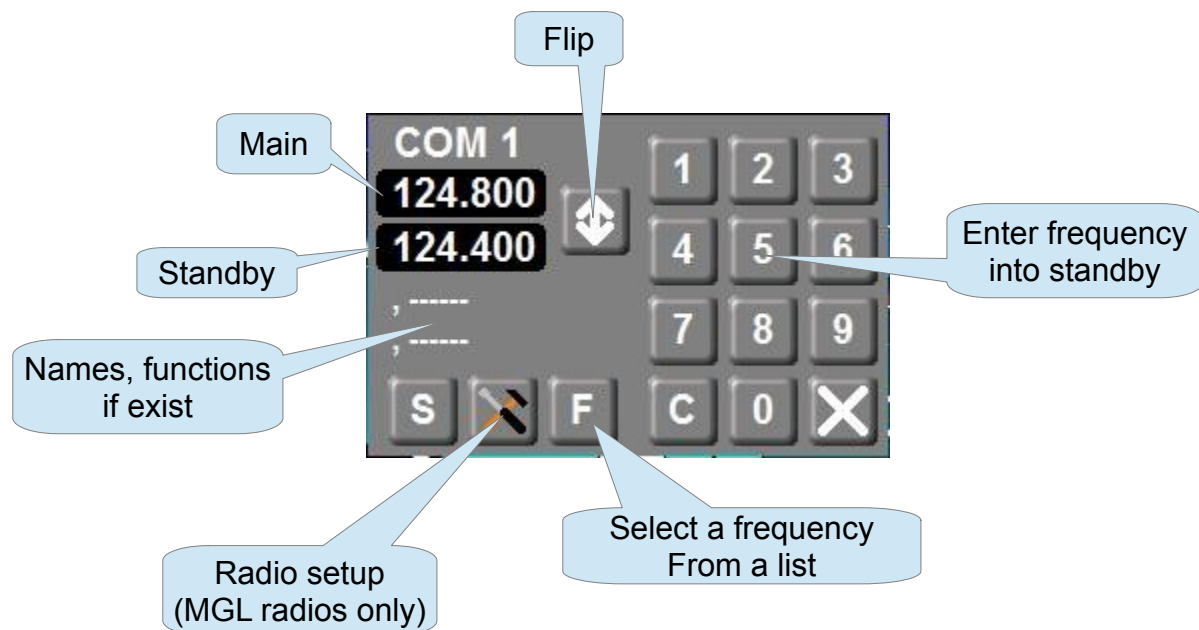 Flip
Main
COM 1
124.800
124.400
Standby
, ------
, ------
Names, functions
if exist
1 2 3
4 5 6
7 8 9
S F C 0
Enter frequency
into standby
Radio setup
(MGL radios only)
Select a frequency
From a list